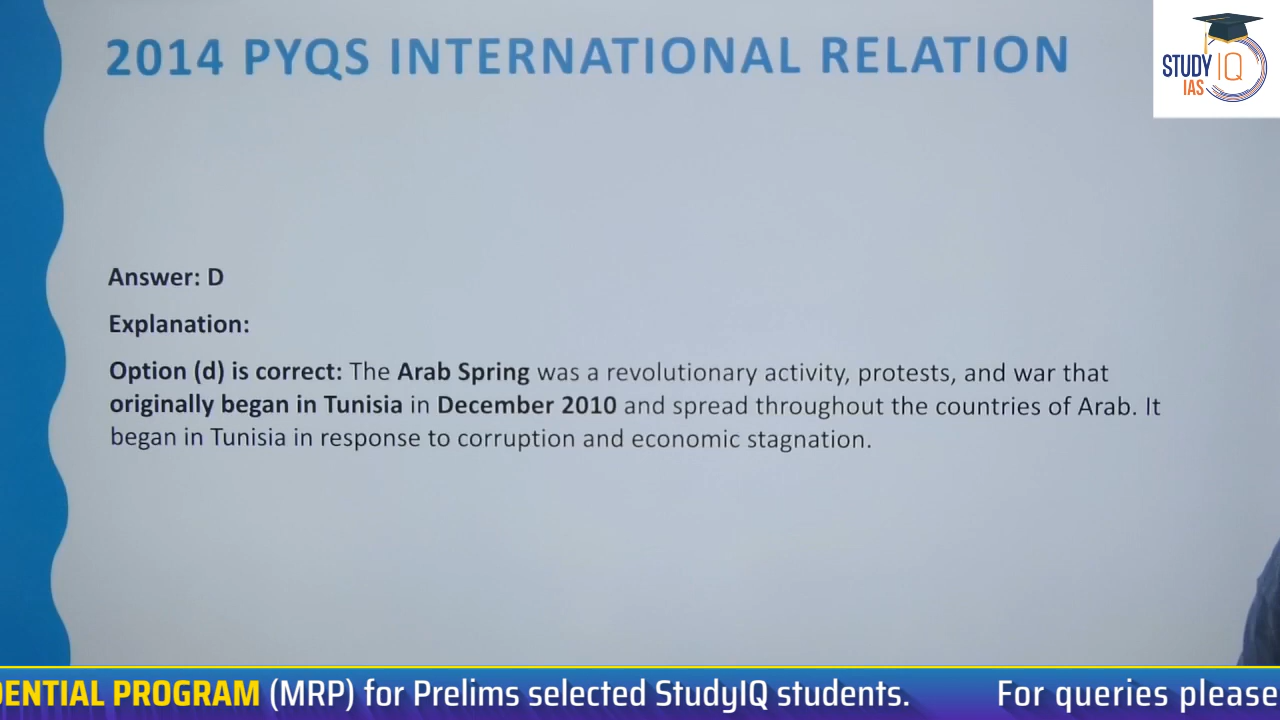 2014 PYQS INTERNATIONAL RELATION
STUDY IQ
IAS
Answer: D
Explanation:
Option (d) is correct: The Arab Spring was a revolutionary activity, protests, and war that
originally began in Tunisia in December 2010 and spread throughout the countries of Arab. It
began in Tunisia in response to corruption and economic stagnation.
DENTIAL PROGRAM (MRP) for Prelims selected StudyIQ students. For queries please